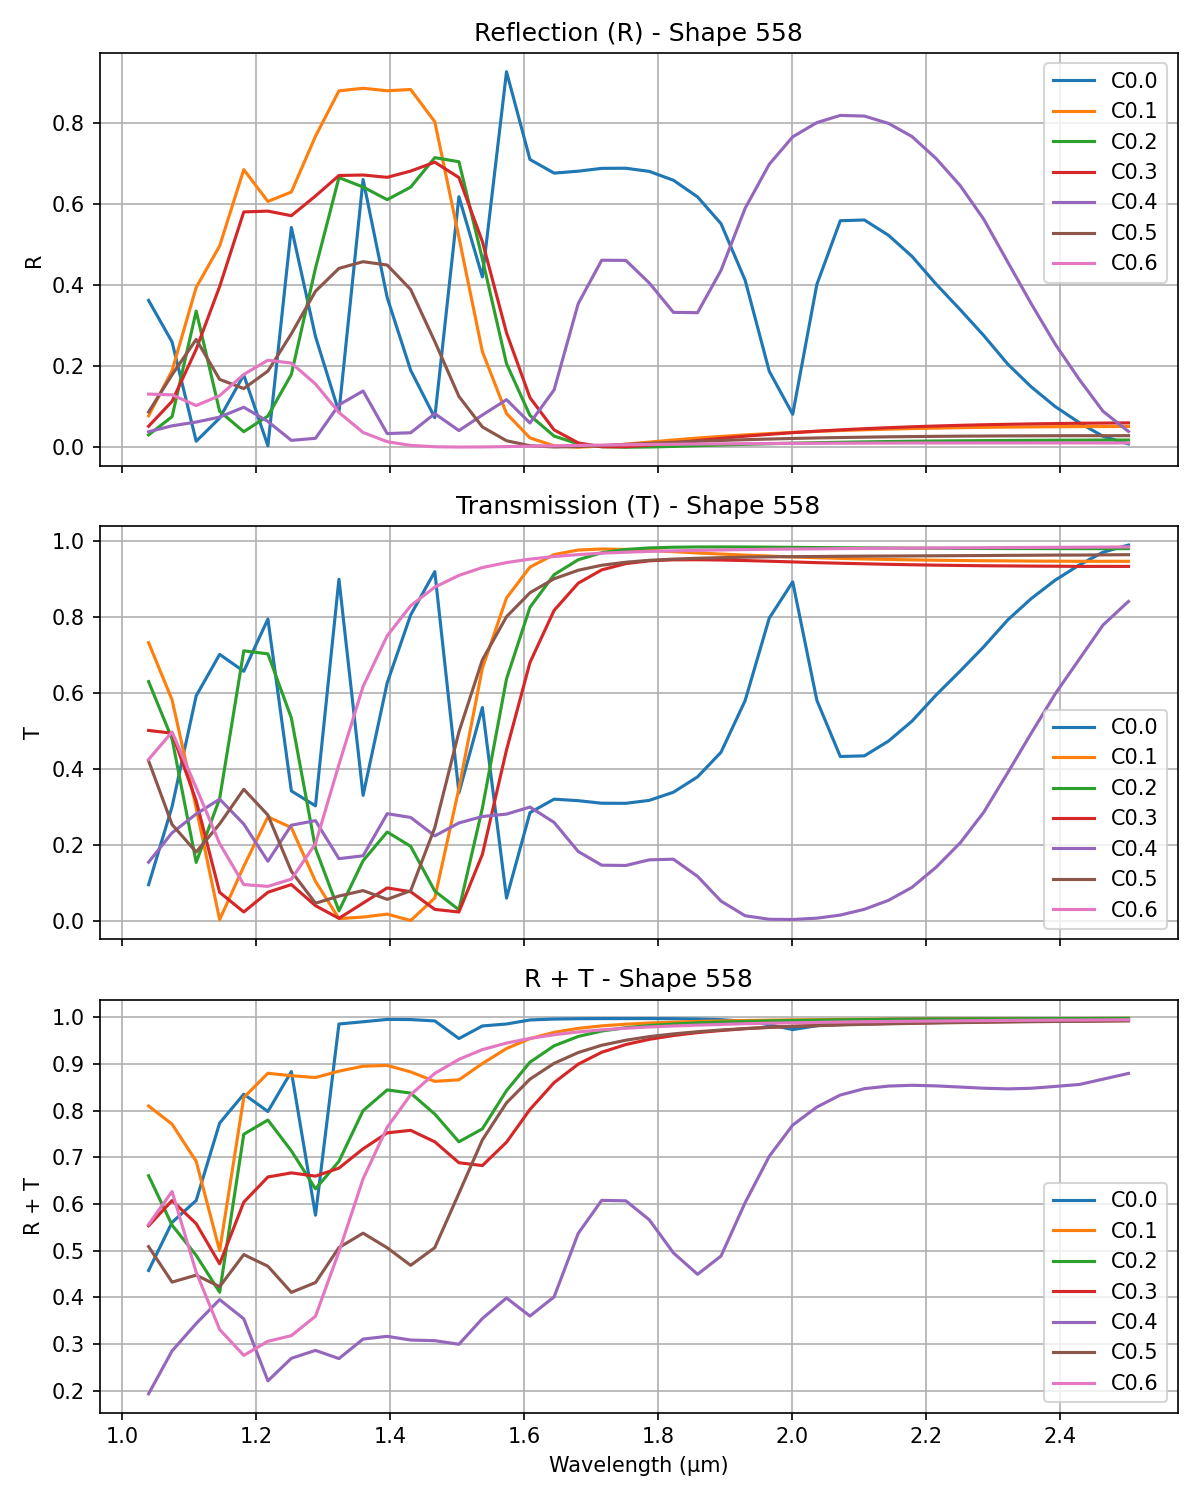 Reflection (R) - Shape 558
R
0.8
0.6
0.4
0.2
0.0
C0.0
C0.1
C0.2
C0.3
C0.4
C0.5
C0.6
Transmission (T) - Shape 558
T
1.0
0.8
0.6
0.4
0.2
0.0
C0.0
C0.1
C0.2
C0.3
C0.4
C0.5
C0.6
R + T - Shape 558
R + T
1.0
0.9
0.8
0.7
0.6
0.5
0.4
0.3
0.2
C0.0
C0.1
C0.2
C0.3
C0.4
C0.5
C0.6
1.0 1.2 1.4 1.6 1.8 2.0 2.2 2.4
Wavelength (μm)